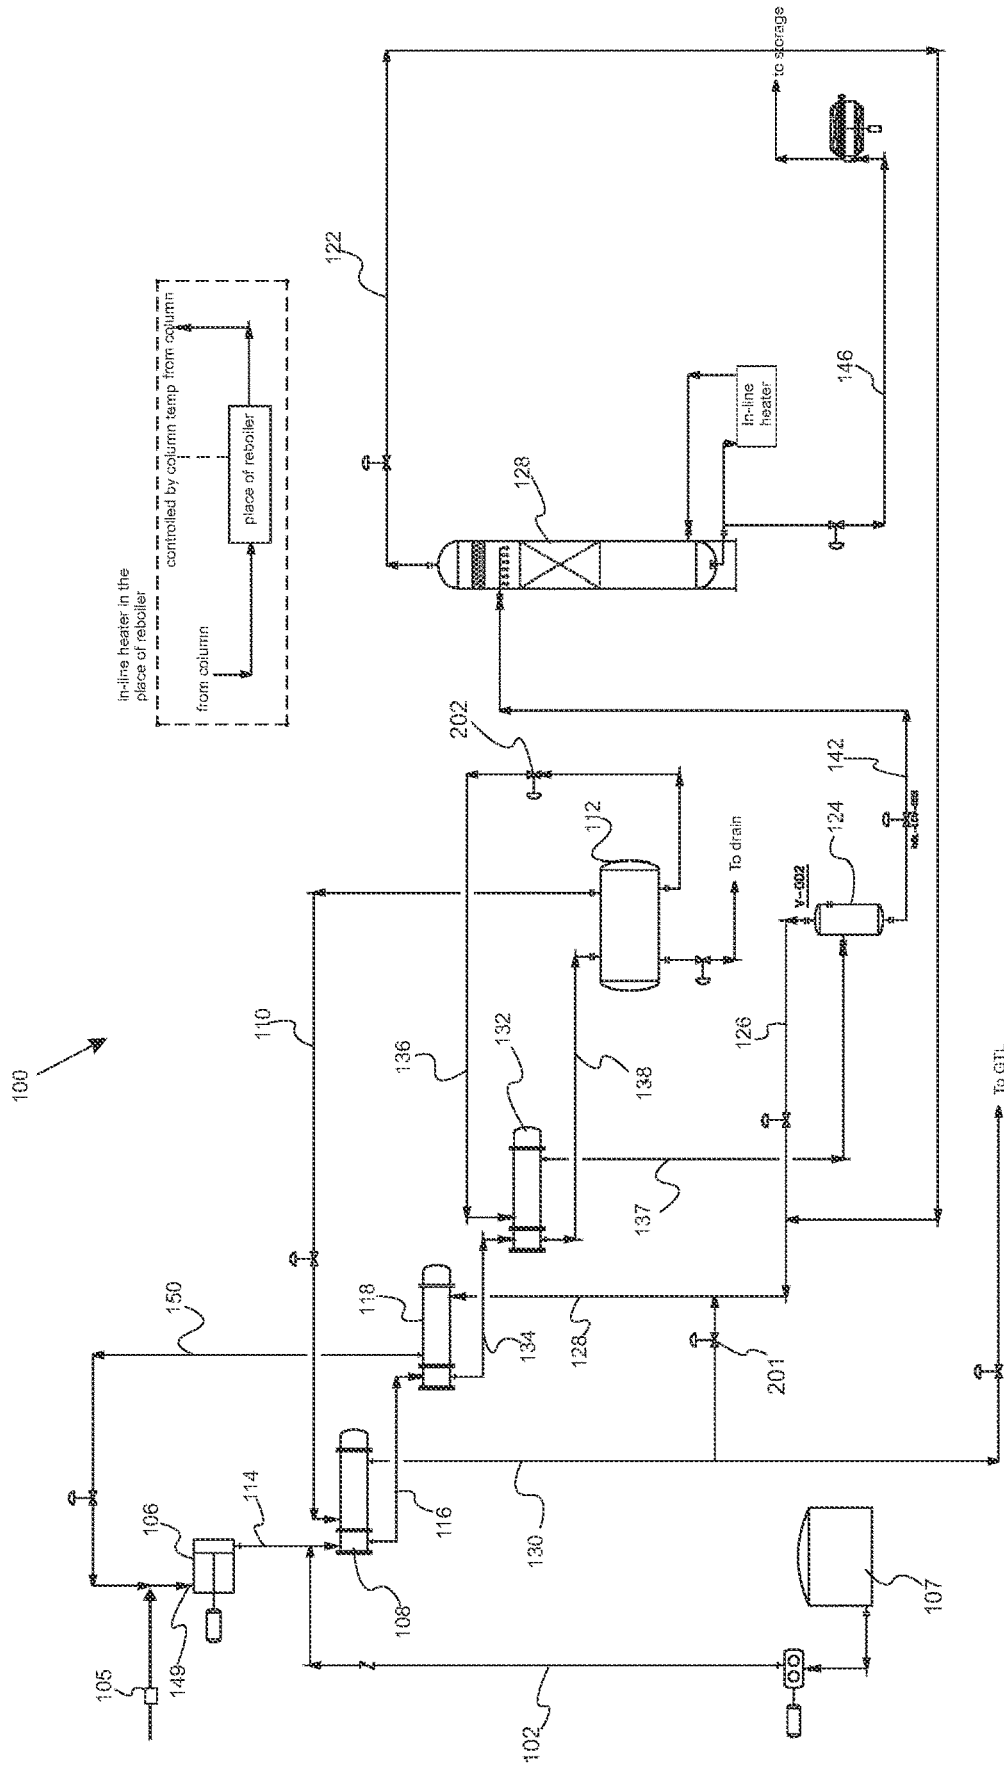 100
in-line heater in the
place of reboiler
from column
place of reboiler
controlled by column temp from column
122
to storage
In-line
heater
146
128
202
112
To drain
V-002
124
142
110
136
132
138
126
137
To GTL
150
118
134
128
201
106
114
116
108
130
105
149
102
107